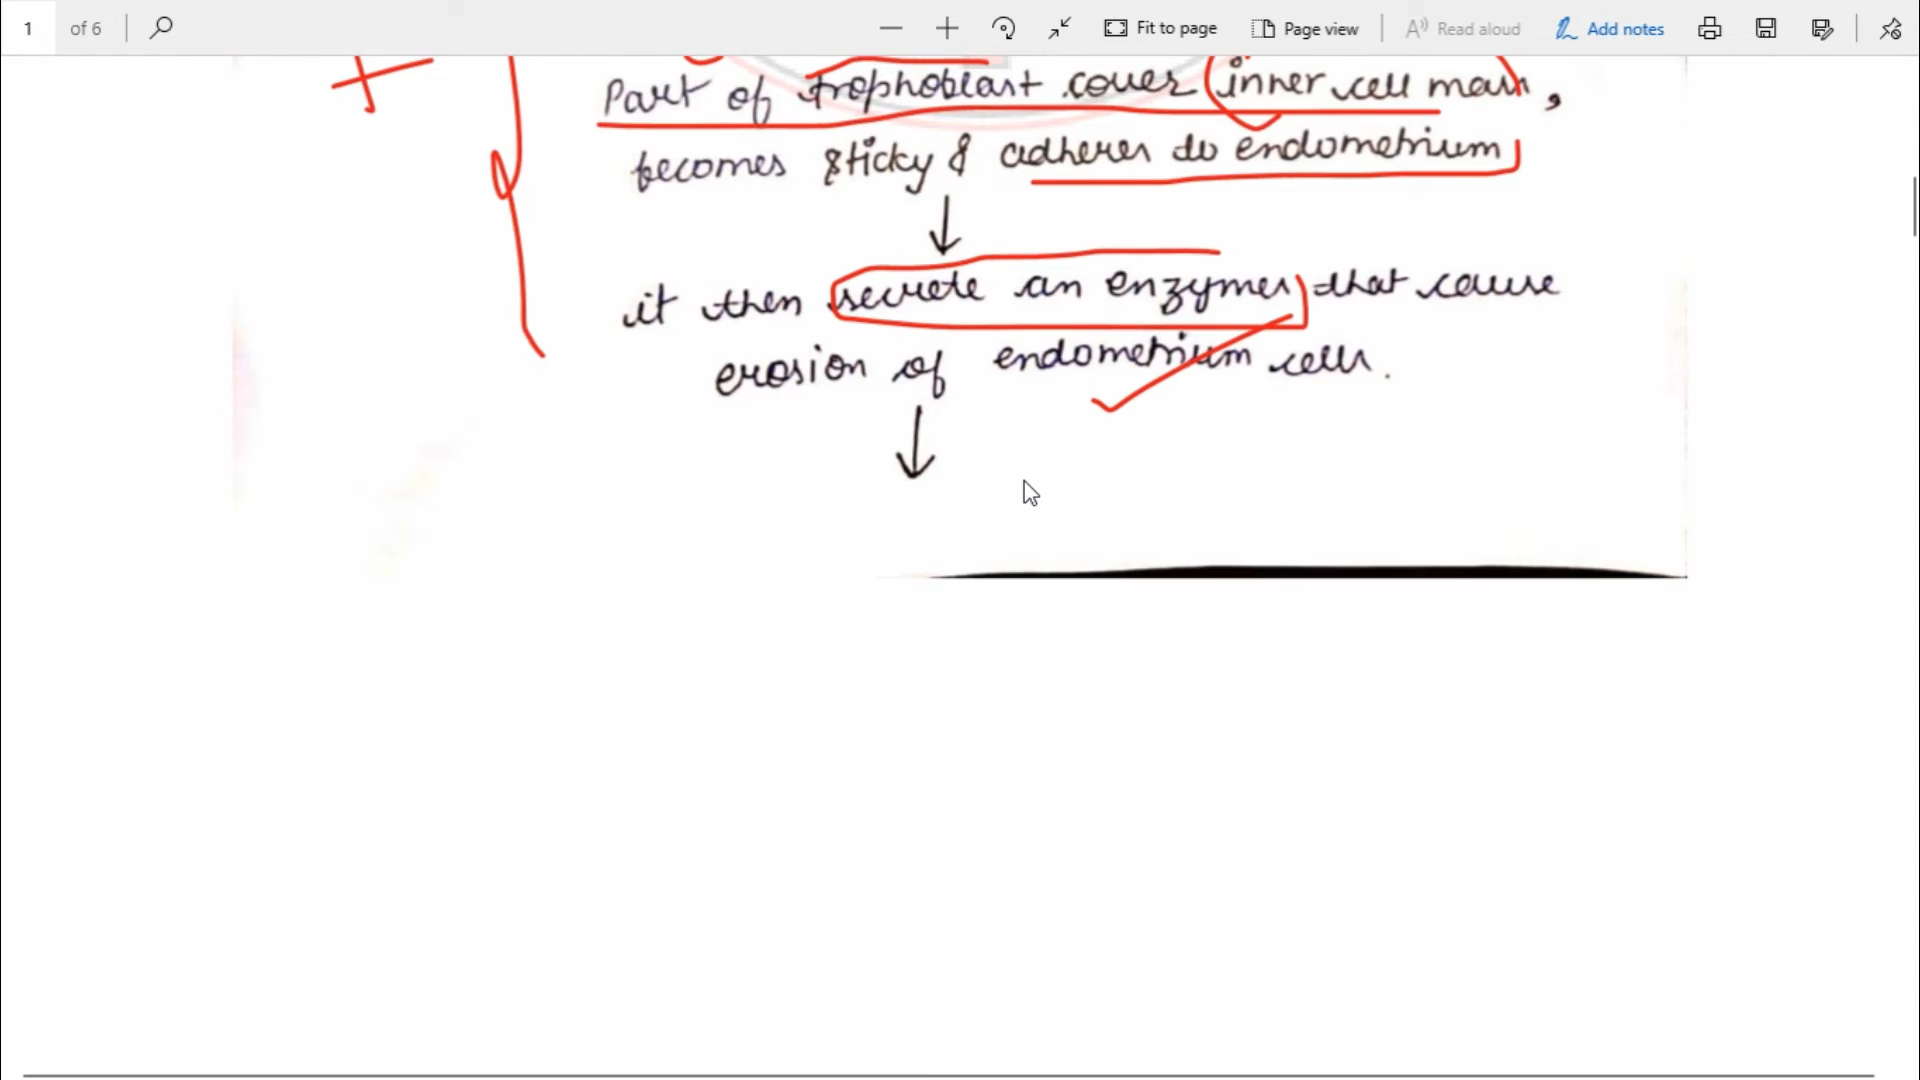 1 of 6 Fit to page Page view Read aloud Add notes
Part of trophoblast cover inner cell mass,
becomes sticky & adheres to endometrium
it then secrete an enzymes that cause
erosion of endometrium cells.